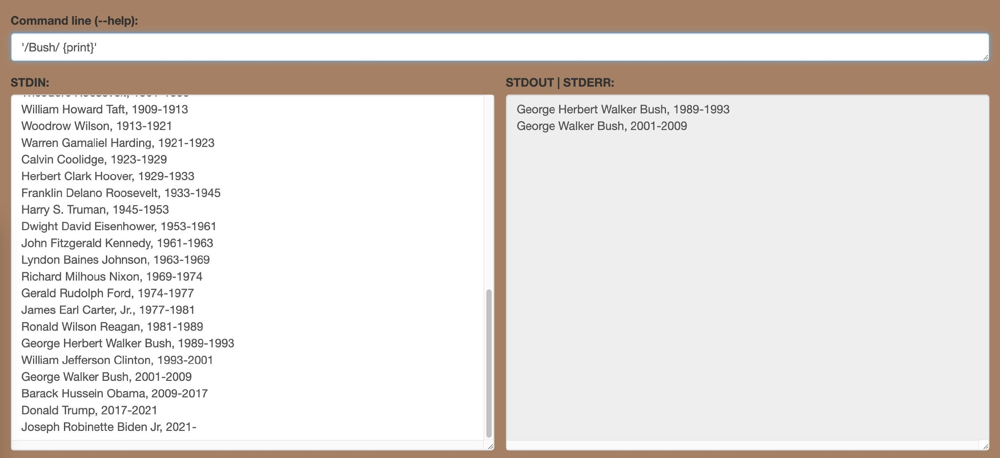 Command line (--help):
'/Bush/ {print}'
STDIN:
William Howard Taft, 1909-1913
Woodrow Wilson, 1913-1921
Warren Gamaliel Harding, 1921-1923
Calvin Coolidge, 1923-1929
Herbert Clark Hoover, 1929-1933
Franklin Delano Roosevelt, 1933-1945
Harry S. Truman, 1945-1953
Dwight David Eisenhower, 1953-1961
John Fitzgerald Kennedy, 1961-1963
Lyndon Baines Johnson, 1963-1969
Richard Milhous Nixon, 1969-1974
Gerald Rudolph Ford, 1974-1977
James Earl Carter, Jr., 1977-1981
Ronald Wilson Reagan, 1981-1989
George Herbert Walker Bush, 1989-1993
William Jefferson Clinton, 1993-2001
George Walker Bush, 2001-2009
Barack Hussein Obama, 2009-2017
Donald Trump, 2017-2021
Joseph Robinette Biden Jr, 2021-
STDOUT | STDERR:
George Herbert Walker Bush, 1989-1993
George Walker Bush, 2001-2009